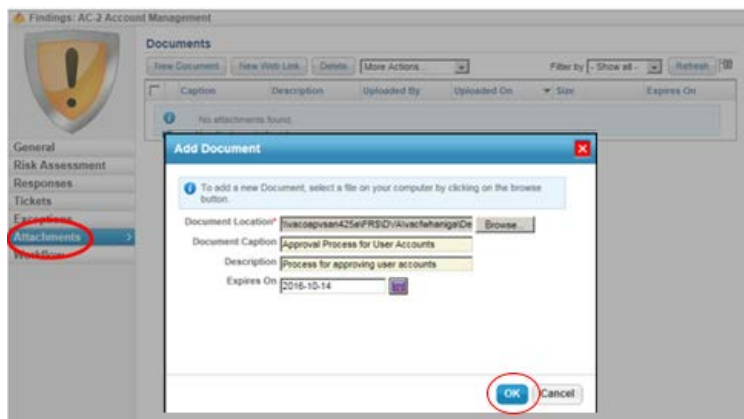 Findings: AC-2 Account Management
Documents
New Document New Web Link Delete More Actions... Filter by - Show all - Refresh
Caption Description Uploaded By Uploaded On Size Expires On
No attachments found.
General
Risk Assessment
Responses
Tickets
Exceptions
Attachments
Workflow
Add Document
To add a new Document, select a file on your computer by clicking on the browse
button.
Document Location* Browse...
Document Caption Approval Process for User Accounts
Description Process for approving user accounts
Expires On 2016-10-14
OK Cancel